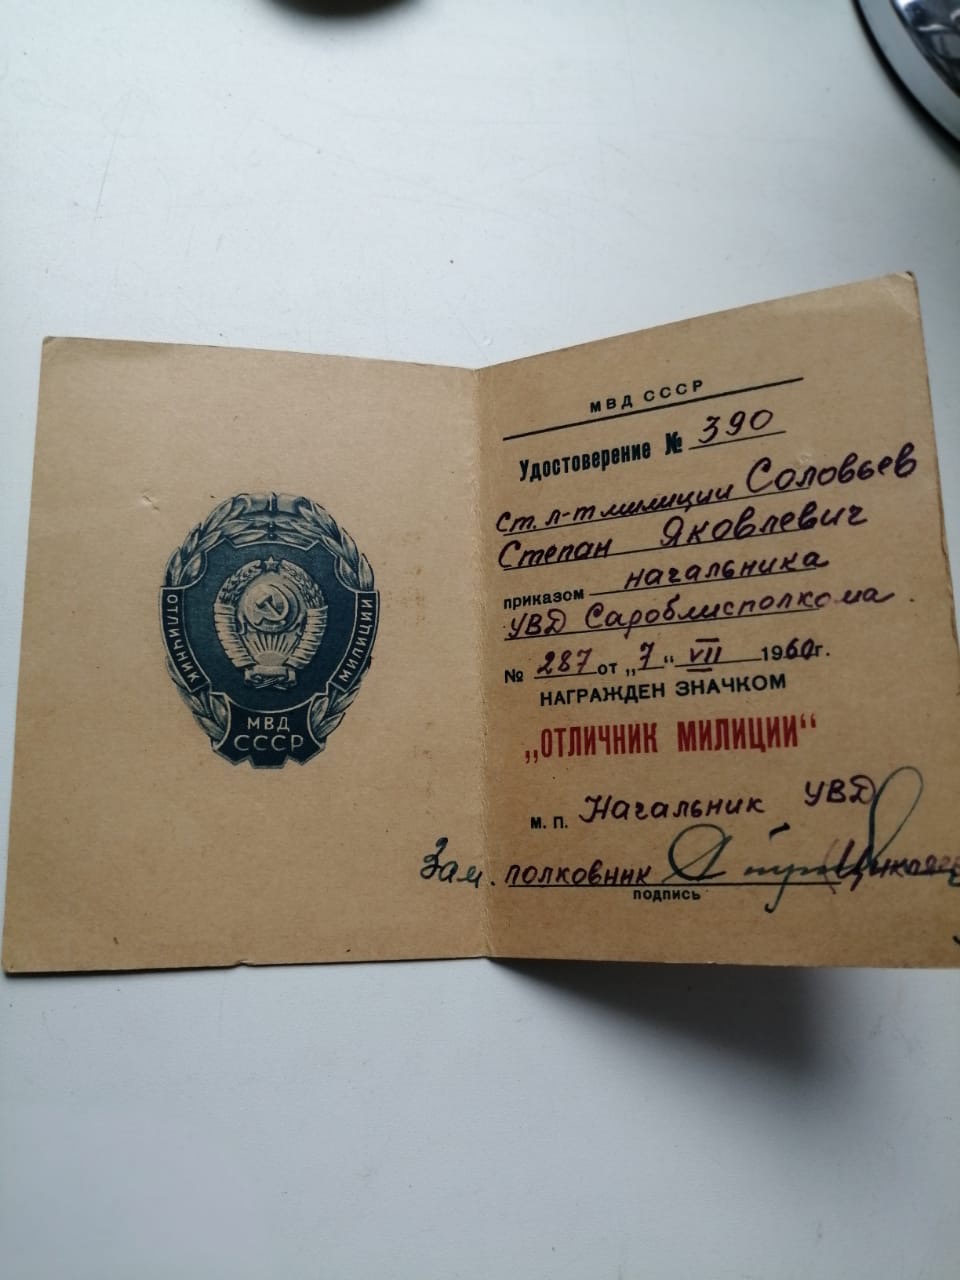 ОТЛИЧНИК
МИЛИЦИИ
МВД
СССР
МВД СССР
Удостоверение № 390
ст. л-т милиции Соловьев
Степан Яковлевич
приказом начальника
УВД Сароблисполкома.
№ 287 от „7“ VII 1960г.
НАГРАЖДЕН ЗНАЧКОМ
„ОТЛИЧНИК МИЛИЦИИ“
м. п. Начальник УВД
Зам. полковник
подпись